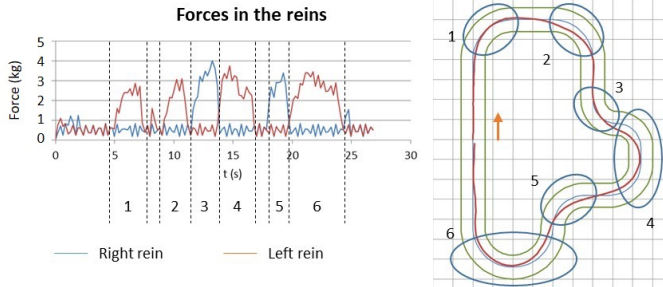 Forces in the reins
Force (kg)
5
4
3
2
1
0
0 5 10 15 20 25 30
t (s)
1 2 3 4 5 6
Right rein Left rein
1
2
3
4
5
6